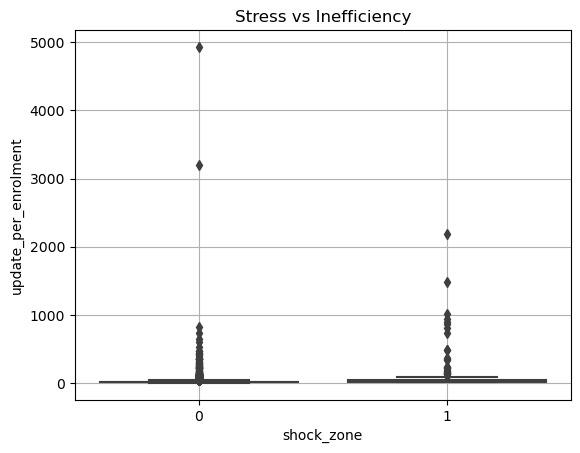 Stress vs Inefficiency
5000
4000
3000
2000
1000
0
update_per_enrolment
0 1
shock_zone